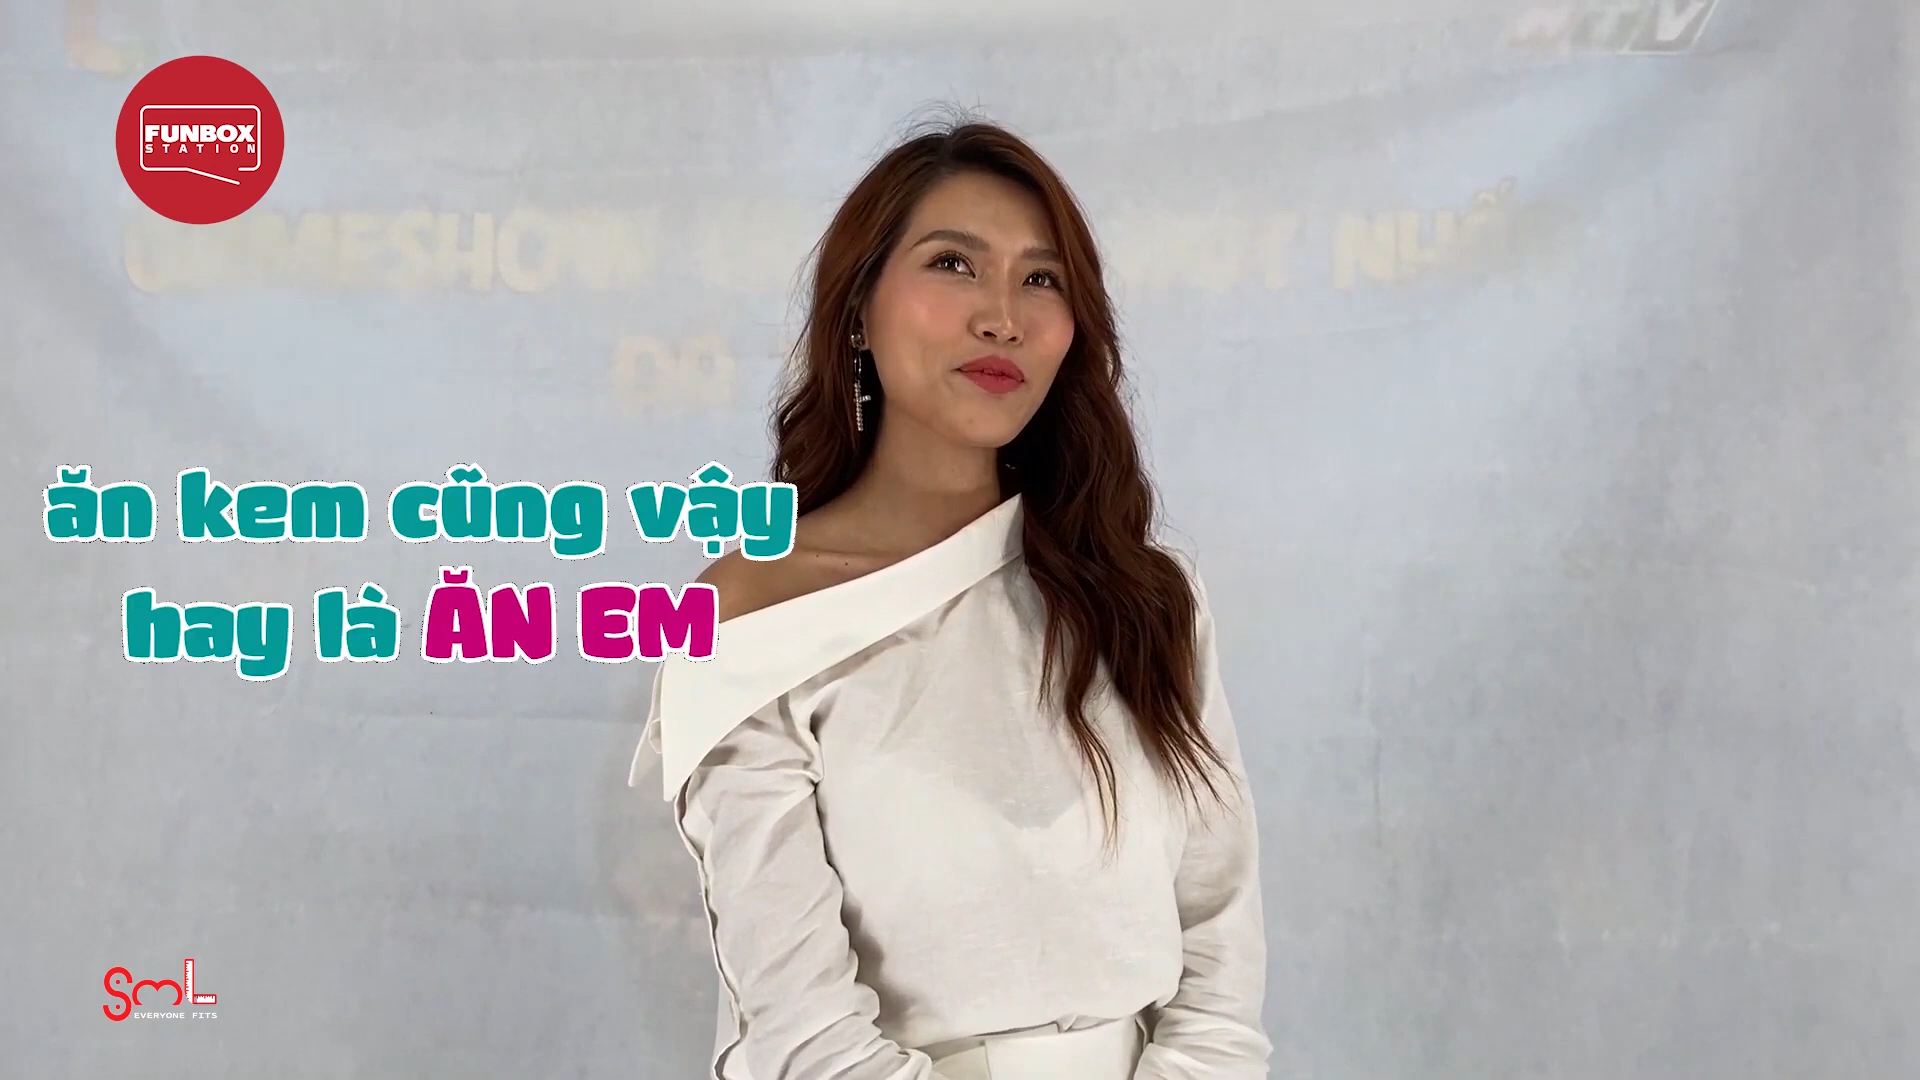 FUNBOX
STATION
ăn kem cũng vậy
hay là ĂN EM
SML
EVERYONE FITS